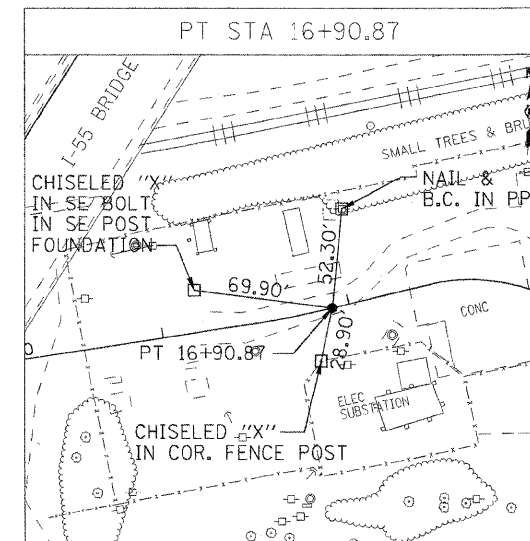 PT STA 16+90.87
I-55 BRIDGE
SMALL TREES &
CHISELED "X"
IN SE BOLT
IN SE POST
FOUNDATION
NAIL &
B.C. IN PP
69.90'
52.30'
CONC
PT 16+90.87
28.90'
ELEC
SUBSTATION
CHISELED "X"
IN COR. FENCE POST